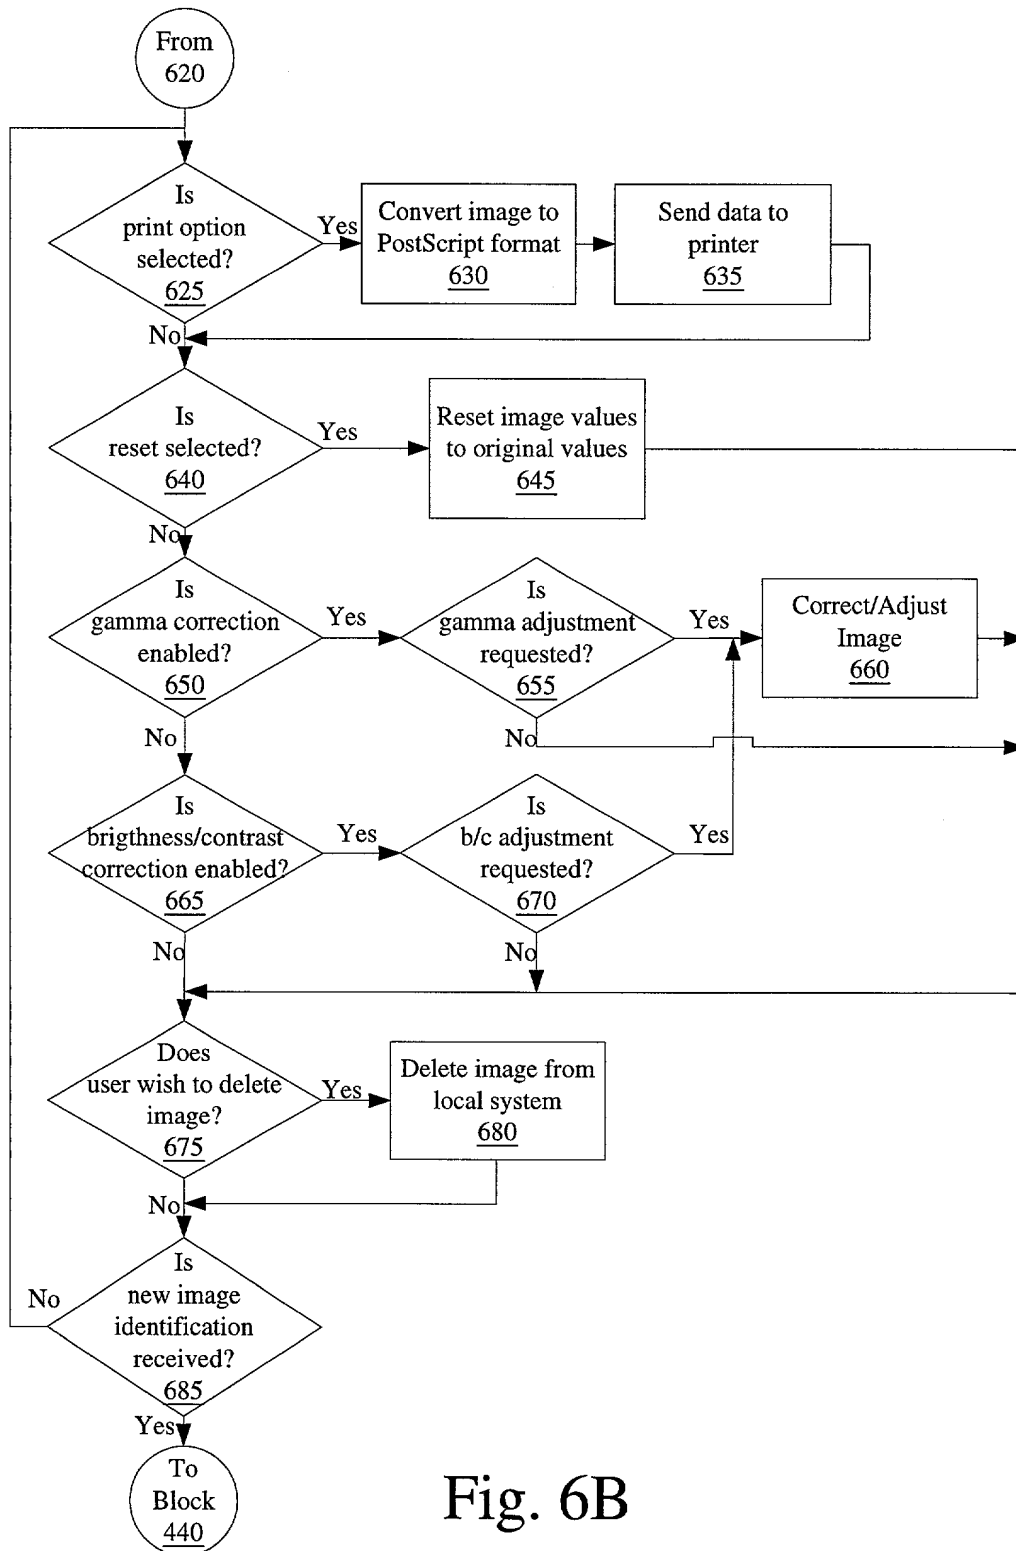 From
620
Is
print option
selected?
625
Yes
Convert image to
PostScript format
630
Send data to
printer
635
No
Is
reset selected?
640
Yes
Reset image values
to original values
645
No
Is
gamma correction
enabled?
650
Yes
Is
gamma adjustment
requested?
655
Yes
Correct/Adjust
Image
660
No
No
Is
brigthness/contrast
correction enabled?
665
Yes
Is
b/c adjustment
requested?
670
Yes
No
No
Does
user wish to delete
image?
675
Yes
Delete image from
local system
680
No
Is
new image
identification
received?
685
No
Yes
To
Block
440
Fig. 6B